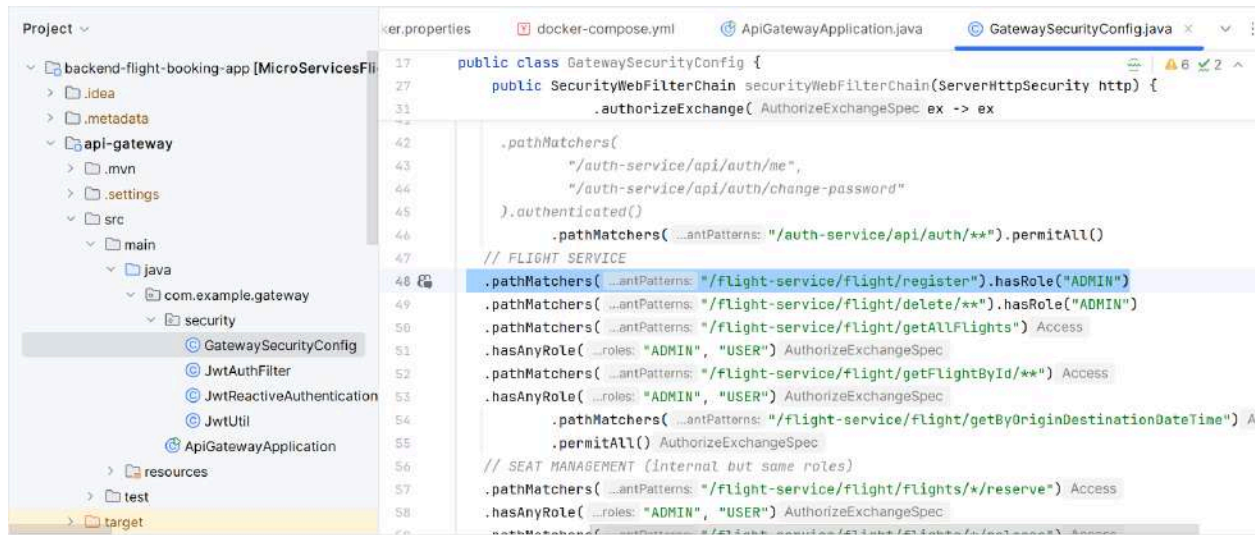 Project
ker.properties
docker-compose.yml
ApiGatewayApplication.java
GatewaySecurityConfig.java
backend-flight-booking-app [MicroServicesFli
.idea
.metadata
api-gateway
.mvn
.settings
src
main
java
com.example.gateway
security
GatewaySecurityConfig
JwtAuthFilter
JwtReactiveAuthentication
JwtUtil
ApiGatewayApplication
resources
test
target
6 2
17 public class GatewaySecurityConfig {
27 public SecurityWebFilterChain securityWebFilterChain(ServerHttpSecurity http) {
31 .authorizeExchange( AuthorizeExchangeSpec ex -> ex
42 .pathMatchers(
43 "/auth-service/api/auth/me",
44 "/auth-service/api/auth/change-password"
45 ).authenticated()
46 .pathMatchers( ...antPatterns: "/auth-service/api/auth/**").permitAll()
47 // FLIGHT SERVICE
48 .pathMatchers( ...antPatterns: "/flight-service/flight/register").hasRole("ADMIN")
49 .pathMatchers( ...antPatterns: "/flight-service/flight/delete/**").hasRole("ADMIN")
50 .pathMatchers( ...antPatterns: "/flight-service/flight/getAllFlights") Access
51 .hasAnyRole( ...roles: "ADMIN", "USER") AuthorizeExchangeSpec
52 .pathMatchers( ...antPatterns: "/flight-service/flight/getFlightById/**") Access
53 .hasAnyRole( ...roles: "ADMIN", "USER") AuthorizeExchangeSpec
54 .pathMatchers( ...antPatterns: "/flight-service/flight/getByOriginDestinationDateTime") A
55 .permitAll() AuthorizeExchangeSpec
56 // SEAT MANAGEMENT (internal but same roles)
57 .pathMatchers( ...antPatterns: "/flight-service/flight/flights/*/reserve") Access
58 .hasAnyRole( ...roles: "ADMIN", "USER") AuthorizeExchangeSpec